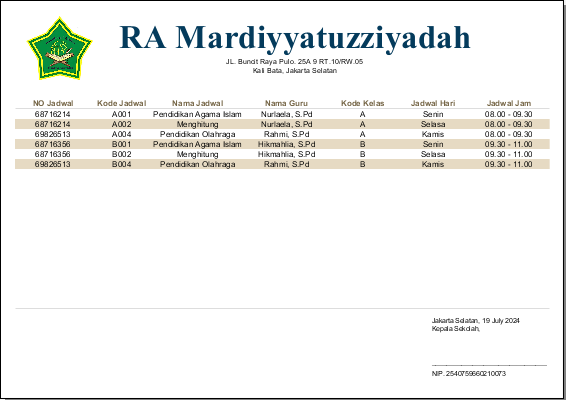 RA Mardiyyatuzziyadah
JL. Bundt Raya Pulo. 25A 9 RT.10/RW.05
Kali Bata, Jakarta Selatan
NO Jadwal Kode Jadwal Nama Jadwal Nama Guru Kode Kelas Jadwal Hari Jadwal Jam
68716214 A001 Pendidikan Agama Islam Nurlaela, S.Pd A Senin 08.00 - 09.30
68716214 A002 Menghitung Nurlaela, S.Pd A Selasa 08.00 - 09.30
69826513 A004 Pendidikan Olahraga Rahmi, S.Pd A Kamis 08.00 - 09.30
68716356 B001 Pendidikan Agama Islam Hikmahlia, S.Pd B Senin 09.30 - 11.00
68716356 B002 Menghitung Hikmahlia, S.Pd B Selasa 09.30 - 11.00
69826513 B004 Pendidikan Olahraga Rahmi, S.Pd B Kamis 09.30 - 11.00
Jakarta Selatan, 19 July 2024
Kepala Sekolah,
NIP. 2540759660210073